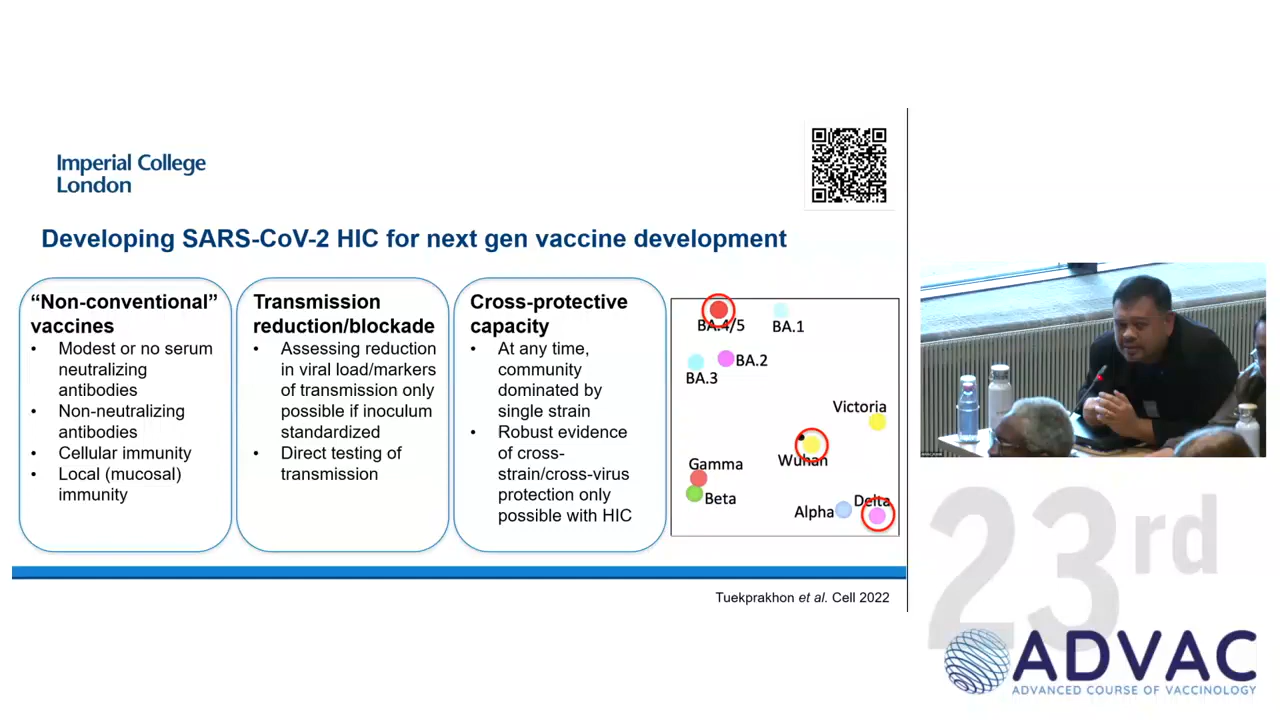 Imperial College
London
Developing SARS-CoV-2 HIC for next gen vaccine development
“Non-conventional”
vaccines
• Modest or no serum
neutralizing
antibodies
• Non-neutralizing
antibodies
• Cellular immunity
• Local (mucosal)
immunity
Transmission
reduction/blockade
• Assessing reduction
in viral load/markers
of transmission only
possible if inoculum
standardized
• Direct testing of
transmission
Cross-protective
capacity
• At any time,
community
dominated by
single strain
• Robust evidence
of cross-
strain/cross-virus
protection only
possible with HIC
BA.4/5
BA.1
BA.2
BA.3
Victoria
Wuhan
Gamma
Beta
Alpha
Delta
Tuekprakhon et al. Cell 2022
23rd
ADVAC
ADVANCED COURSE OF VACCINOLOGY